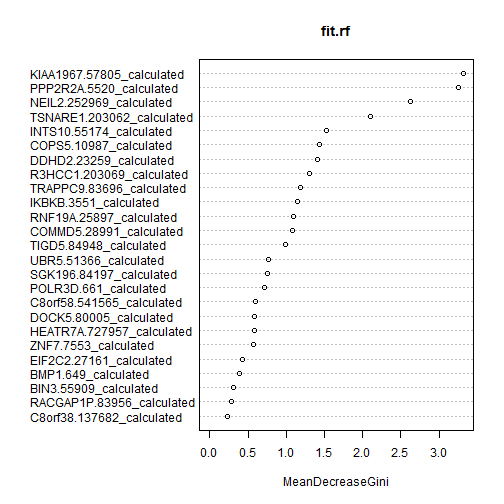 fit.rf
KIAA1967.57805_calculated
PPP2R2A.5520_calculated
NEIL2.252969_calculated
TSNARE1.203062_calculated
INTS10.55174_calculated
COPS5.10987_calculated
DDHD2.23259_calculated
R3HCC1.203069_calculated
TRAPPC9.83696_calculated
IKBKB.3551_calculated
RNF19A.25897_calculated
COMMD5.28991_calculated
TIGD5.84948_calculated
UBR5.51366_calculated
SGK196.84197_calculated
POLR3D.661_calculated
C8orf58.541565_calculated
DOCK5.80005_calculated
HEATR7A.727957_calculated
ZNF7.7553_calculated
EIF2C2.27161_calculated
BMP1.649_calculated
BIN3.55909_calculated
RACGAP1P.83956_calculated
C8orf38.137682_calculated
0.0 0.5 1.0 1.5 2.0 2.5 3.0
MeanDecreaseGini